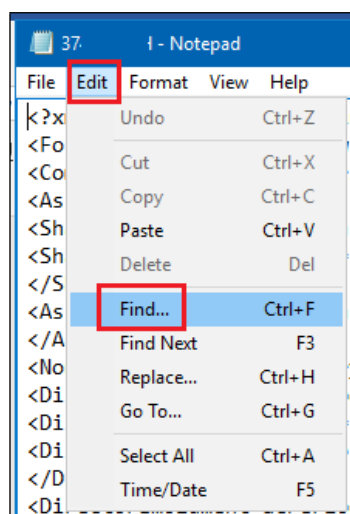 37 - Notepad
File Edit Format View Help
<?x
<Fo
<Co
<As
<Sh
<Sh
</S
<As
</A
<No
<Di
<Di
<Di
</D
Undo Ctrl+Z
Cut Ctrl+X
Copy Ctrl+C
Paste Ctrl+V
Delete Del
Find... Ctrl+F
Find Next F3
Replace... Ctrl+H
Go To... Ctrl+G
Select All Ctrl+A
Time/Date F5